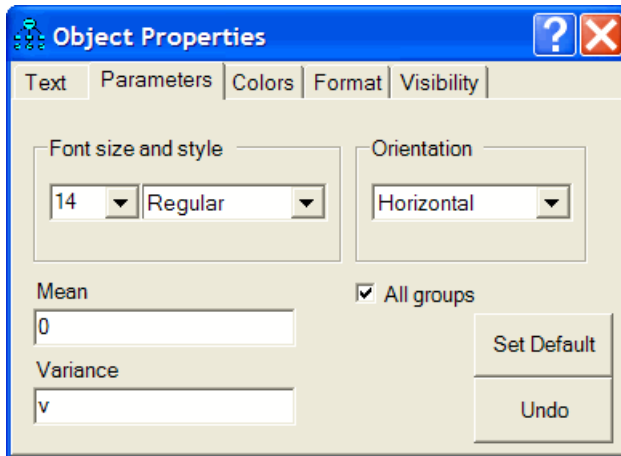 Object Properties
Text Parameters Colors Format Visibility
Font size and style
14 Regular
Orientation
Horizontal
Mean
0
All groups
Variance
v
Set Default
Undo